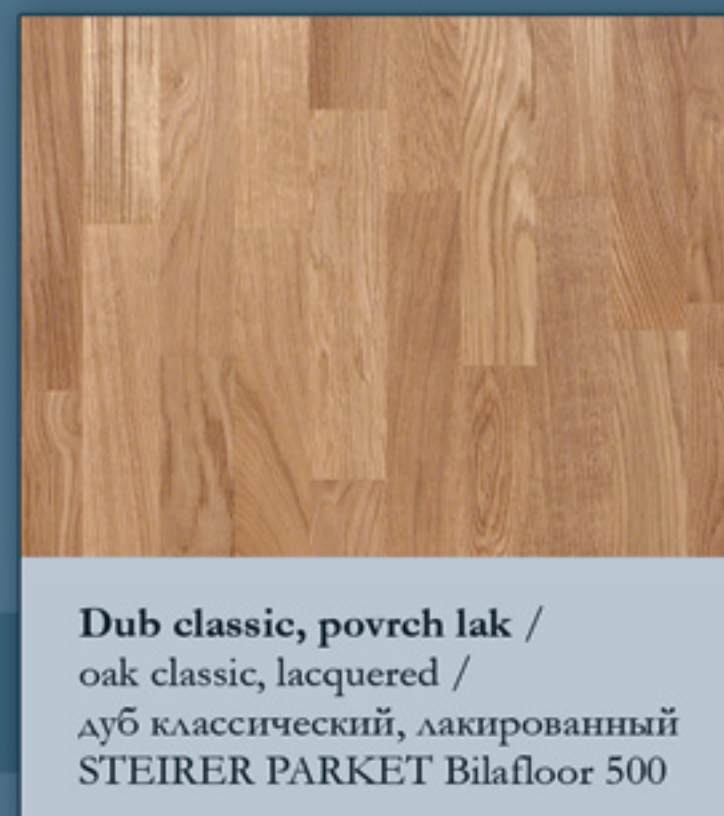 Dub classic, povrch lak /
oak classic, lacquered /
дуб классический, лакированный
STEIRER PARKET Bilafloor 500